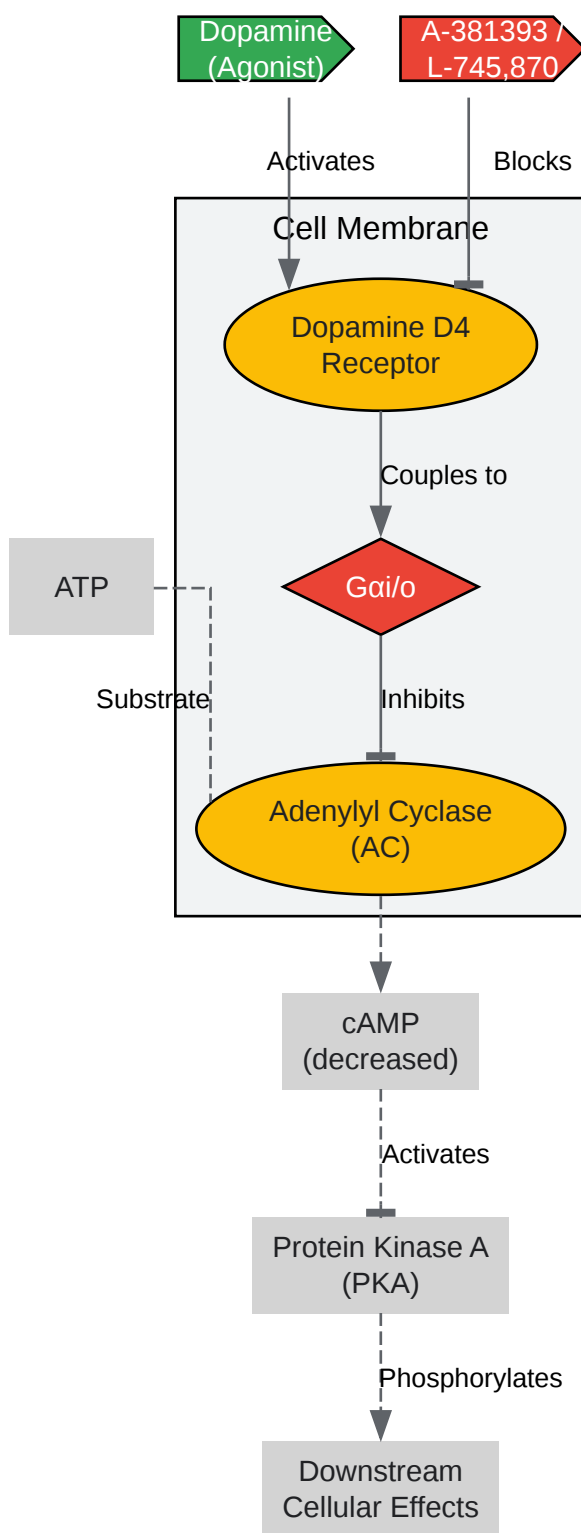 Dopamine
(Agonist)
A-381393 /
L-745,870
Activates
Blocks
Cell Membrane
Dopamine D4
Receptor
Couples to
ATP
Gαi/o
Substrate
Inhibits
Adenylyl Cyclase
(AC)
cAMP
(decreased)
Activates
Protein Kinase A
(PKA)
Phosphorylates
Downstream
Cellular Effects